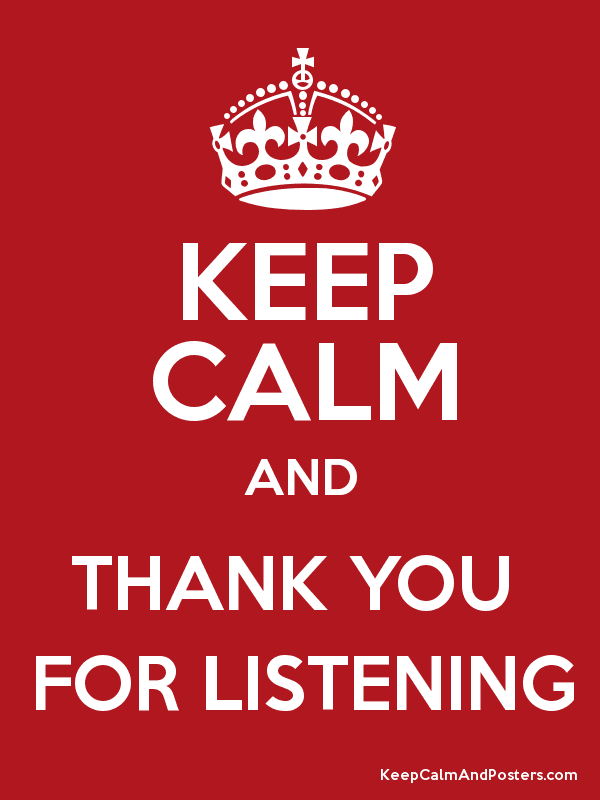 KEEP
CALM
AND
THANK YOU
FOR LISTENING
KeepCalmAndPosters.com